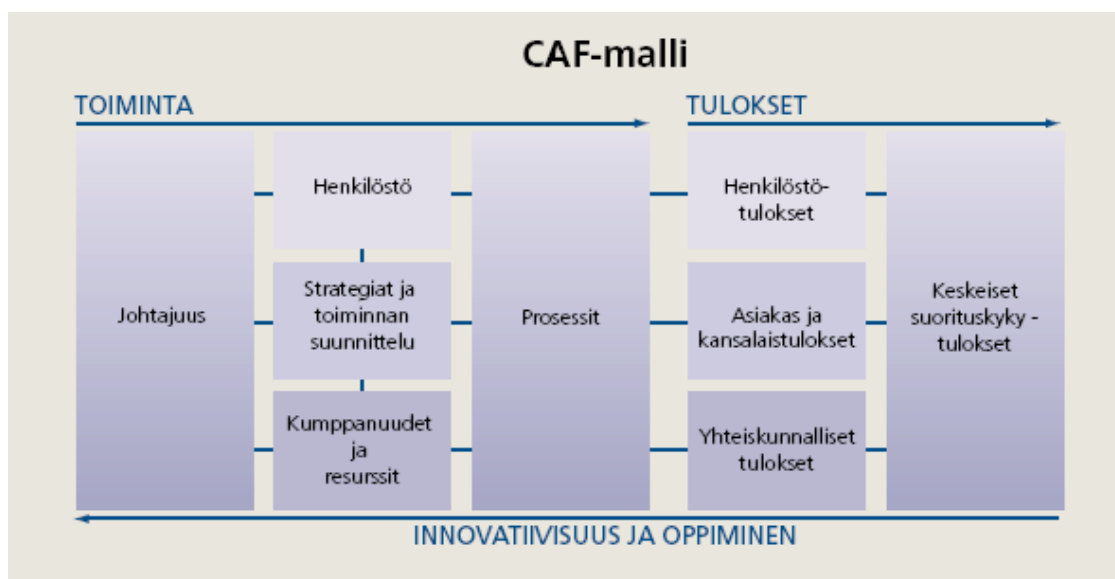 CAF-malli
TOIMINTA
TULOKSET
Johtajuus
Henkilöstö
Strategiat ja
toiminnan
suunnittelu
Kumppanuudet
ja
resurssit
Prosessit
Henkilöstö-
tulokset
Asiakas ja
kansalaistulokset
Yhteiskunnalliset
tulokset
Keskeiset
suorituskyky -
tulokset
INNOVATIIVISUUS JA OPPIMINEN